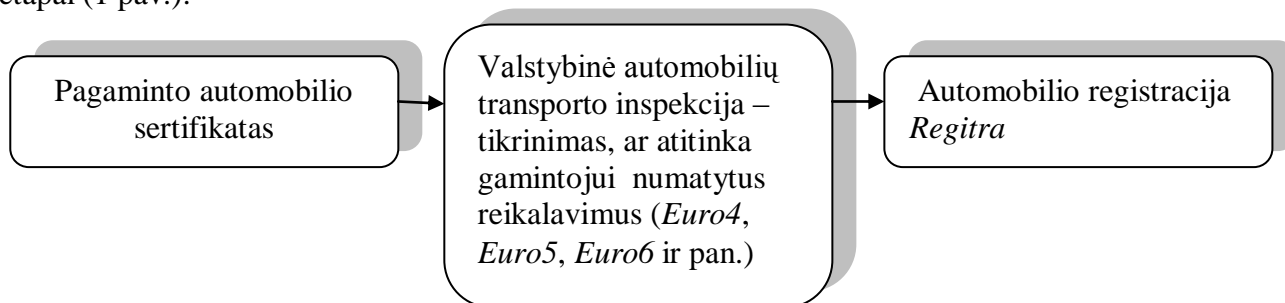 etapai (1 pav.).
Pagaminto automobilio
sertifikatas
Valstybinė automobilių
transporto inspekcija –
tikrinimas, ar atitinka
gamintojui numatytus
reikalavimus (Euro4,
Euro5, Euro6 ir pan.)
Automobilio registracija
Regitra